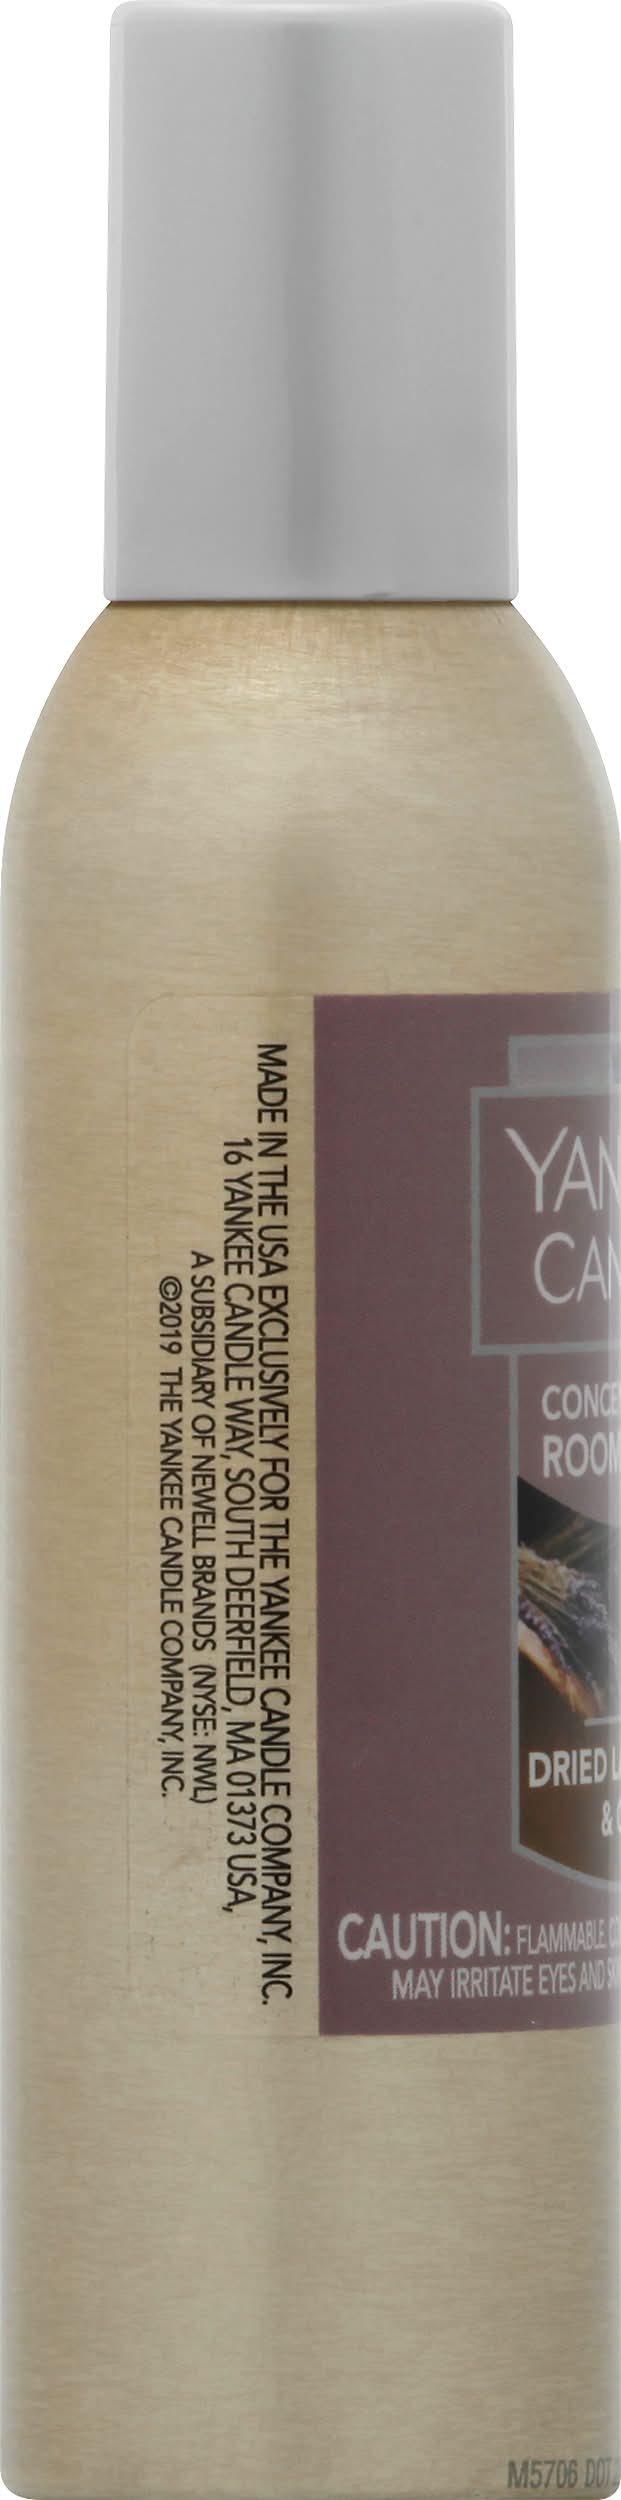 MADE IN THE USA EXCLUSIVELY FOR THE YANKEE CANDLE COMPANY, INC.
16 YANKEE CANDLE WAY, SOUTH DEERFIELD, MA 01373 USA,
A SUBSIDIARY OF NEWELL BRANDS (NYSE: NWL)
©2019 THE YANKEE CANDLE COMPANY, INC.
YAN
CAN
CONCE
ROOM
DRIED L
&
CAUTION: FLAMMABLE.
MAY IRRITATE EYES AND
M5706 DOT